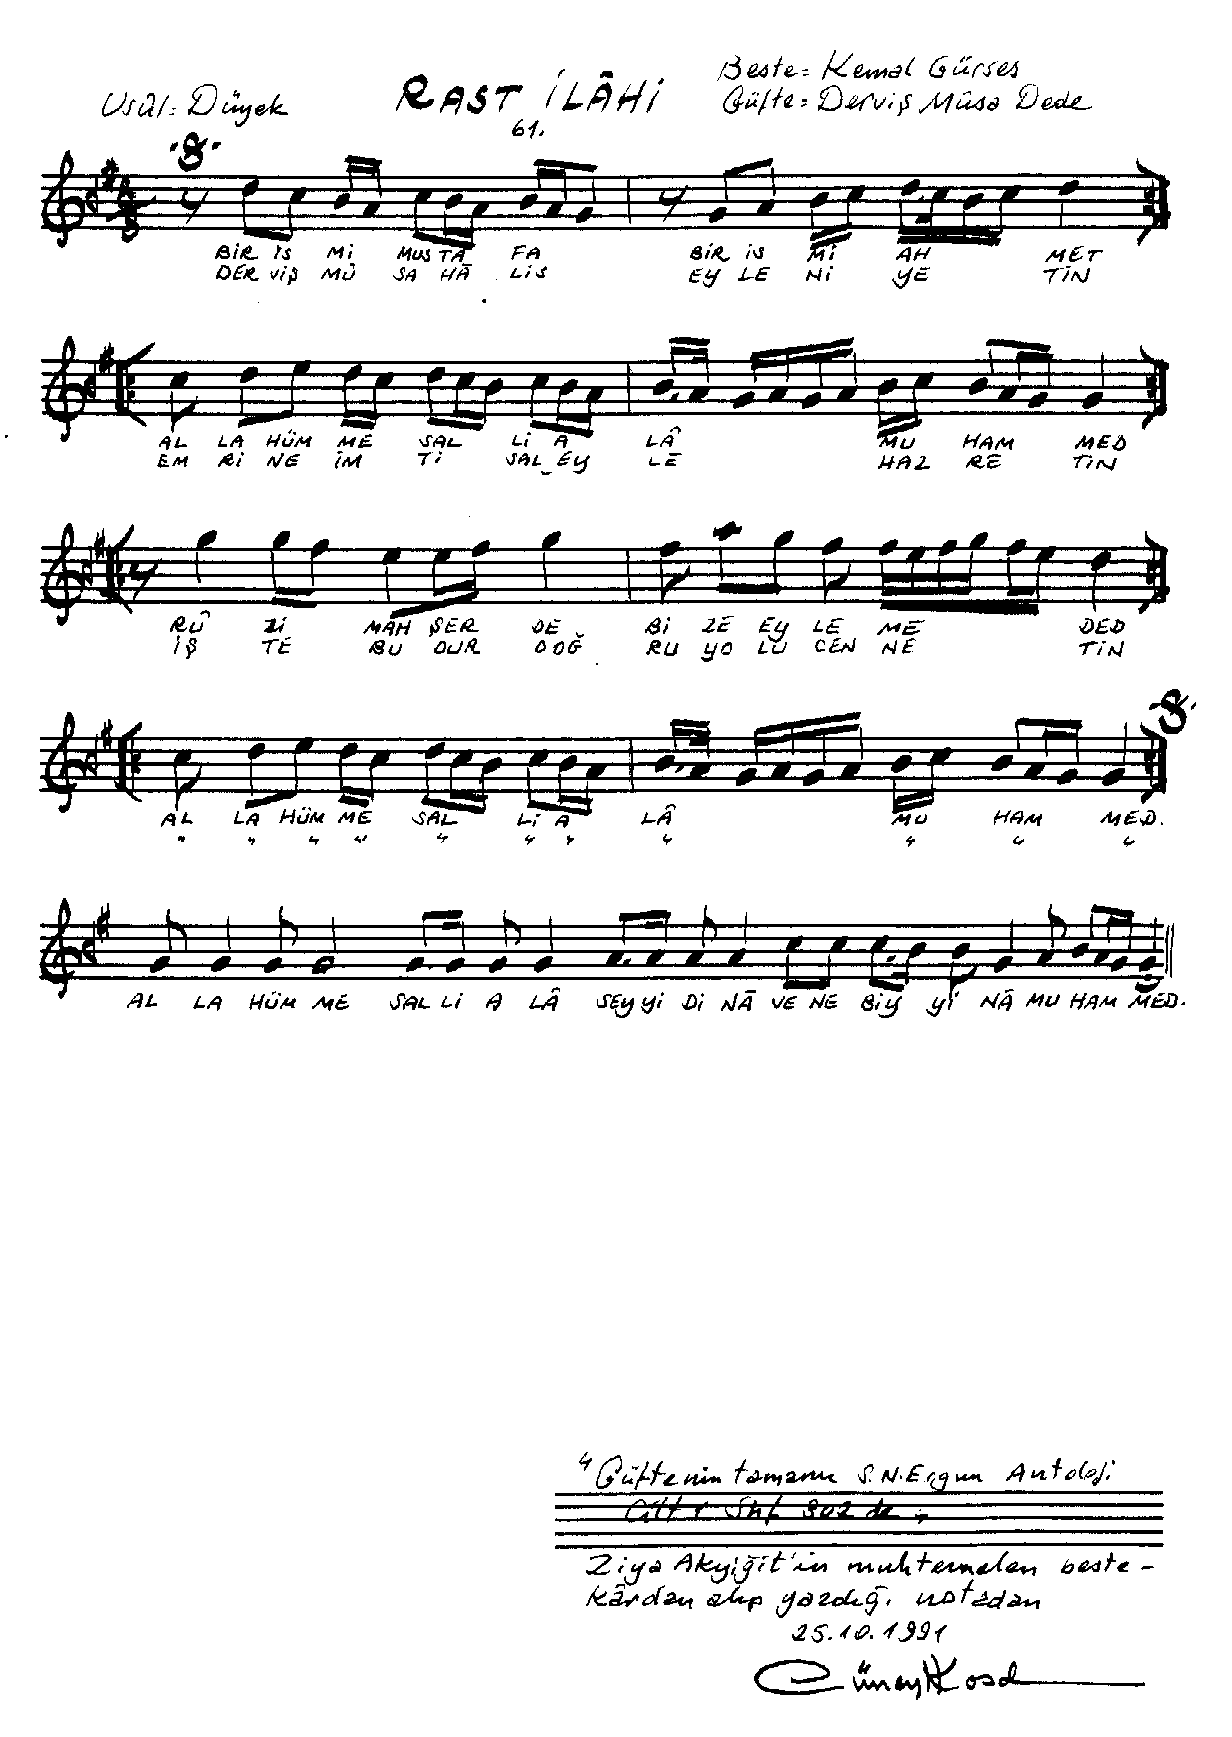 Beste: Kemal Gürses
Usûl: Düyek RAST İLÂHİ Güfte: Derviş Mûsa Dede
61.
BİR İS Mİ MUS TA FA BİR İS Mİ AH MET
DER VİŞ MÛ SA HÂ LİS EY LE Nİ YE TİN
AL LA HÜM ME SAL Lİ A LÂ MU HAM MED
EM Rİ NE İM Tİ SAL EY LE HAZ RE TİN
RÛ Zİ MAH ŞER DE Bİ ZE EY LE ME DED
İŞ TE BU DUR DOĞ RU YO LU CEN NE TİN
AL LA HÜM ME SAL Lİ A LÂ MU HAM MED.
" " " " " " " " " " "
AL LA HÜM ME SAL Lİ A LÂ SEY Yİ Dİ NÂ VE NE BİY Yİ NÂ MU HAM MED.
Güftenin tamamı S.N.Ergun Antoloji
Cilt 1 Shf 302 de
Ziya Akyiğit'in muhtemelen beste-
kârdan alıp yazdığı notadan
25.10.1991